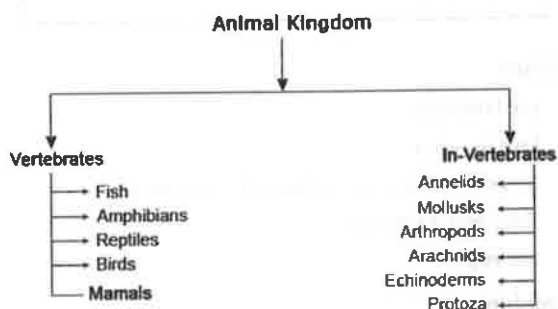 Animal Kingdom
Vertebrates
Fish
Amphibians
Reptiles
Birds
Mamals
In-Vertebrates
Annelids
Mollusks
Arthropods
Arachnids
Echinoderms
Protoza